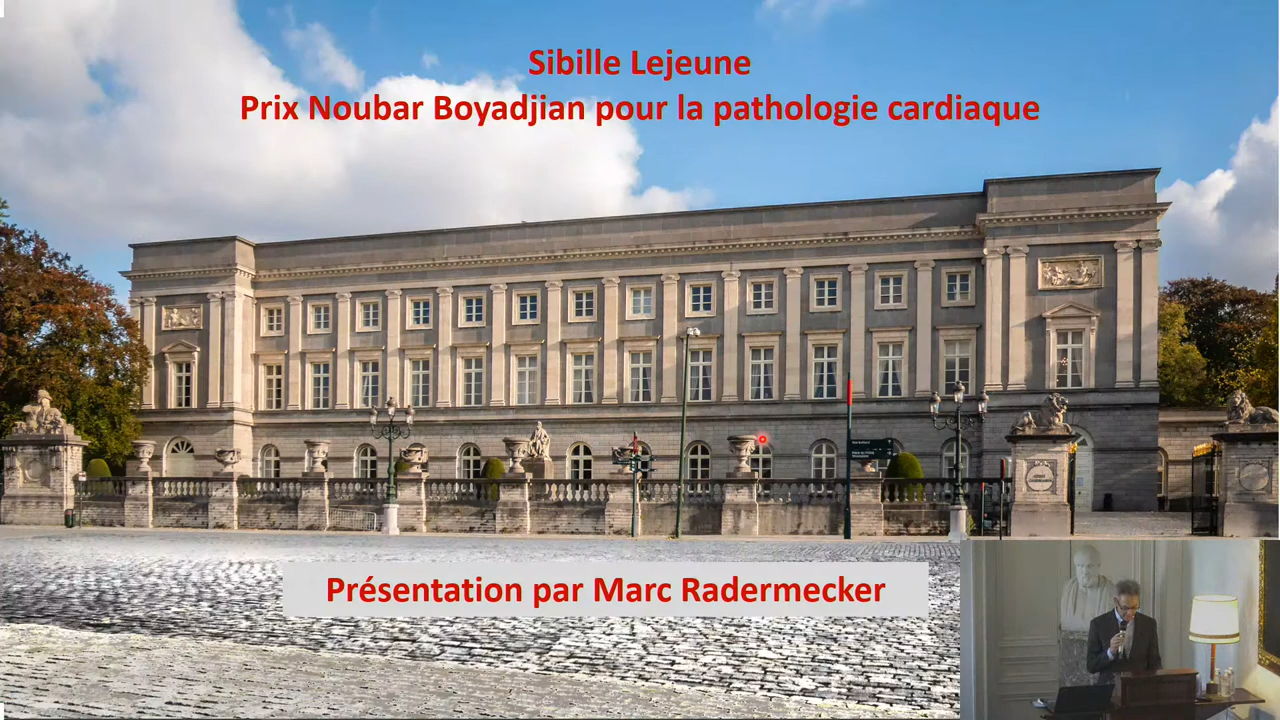 Sibille Lejeune
Prix Noubar Boyadjian pour la pathologie cardiaque
Présentation par Marc Radermecker